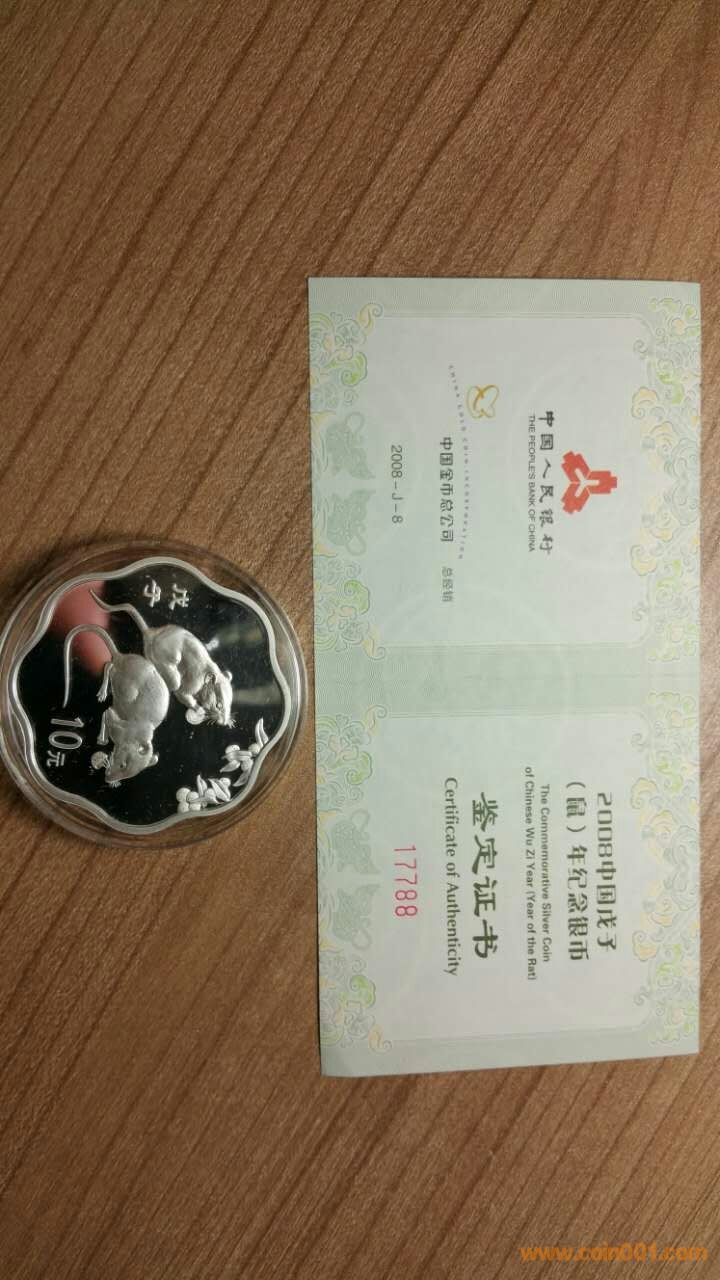 中国人民银行
THE PEOPLE'S BANK OF CHINA
CHINA GOLD COIN INCORPORATION
中国金币总公司 总经销
2008-J-8
2008中国戊子
（鼠）年纪念银币
The Commemorative Silver Coin
of Chinese Wu Zi Year (Year of the Rat)
鉴定证书
Certificate of Authenticity
17788
戊子
10元
www.coin001.com